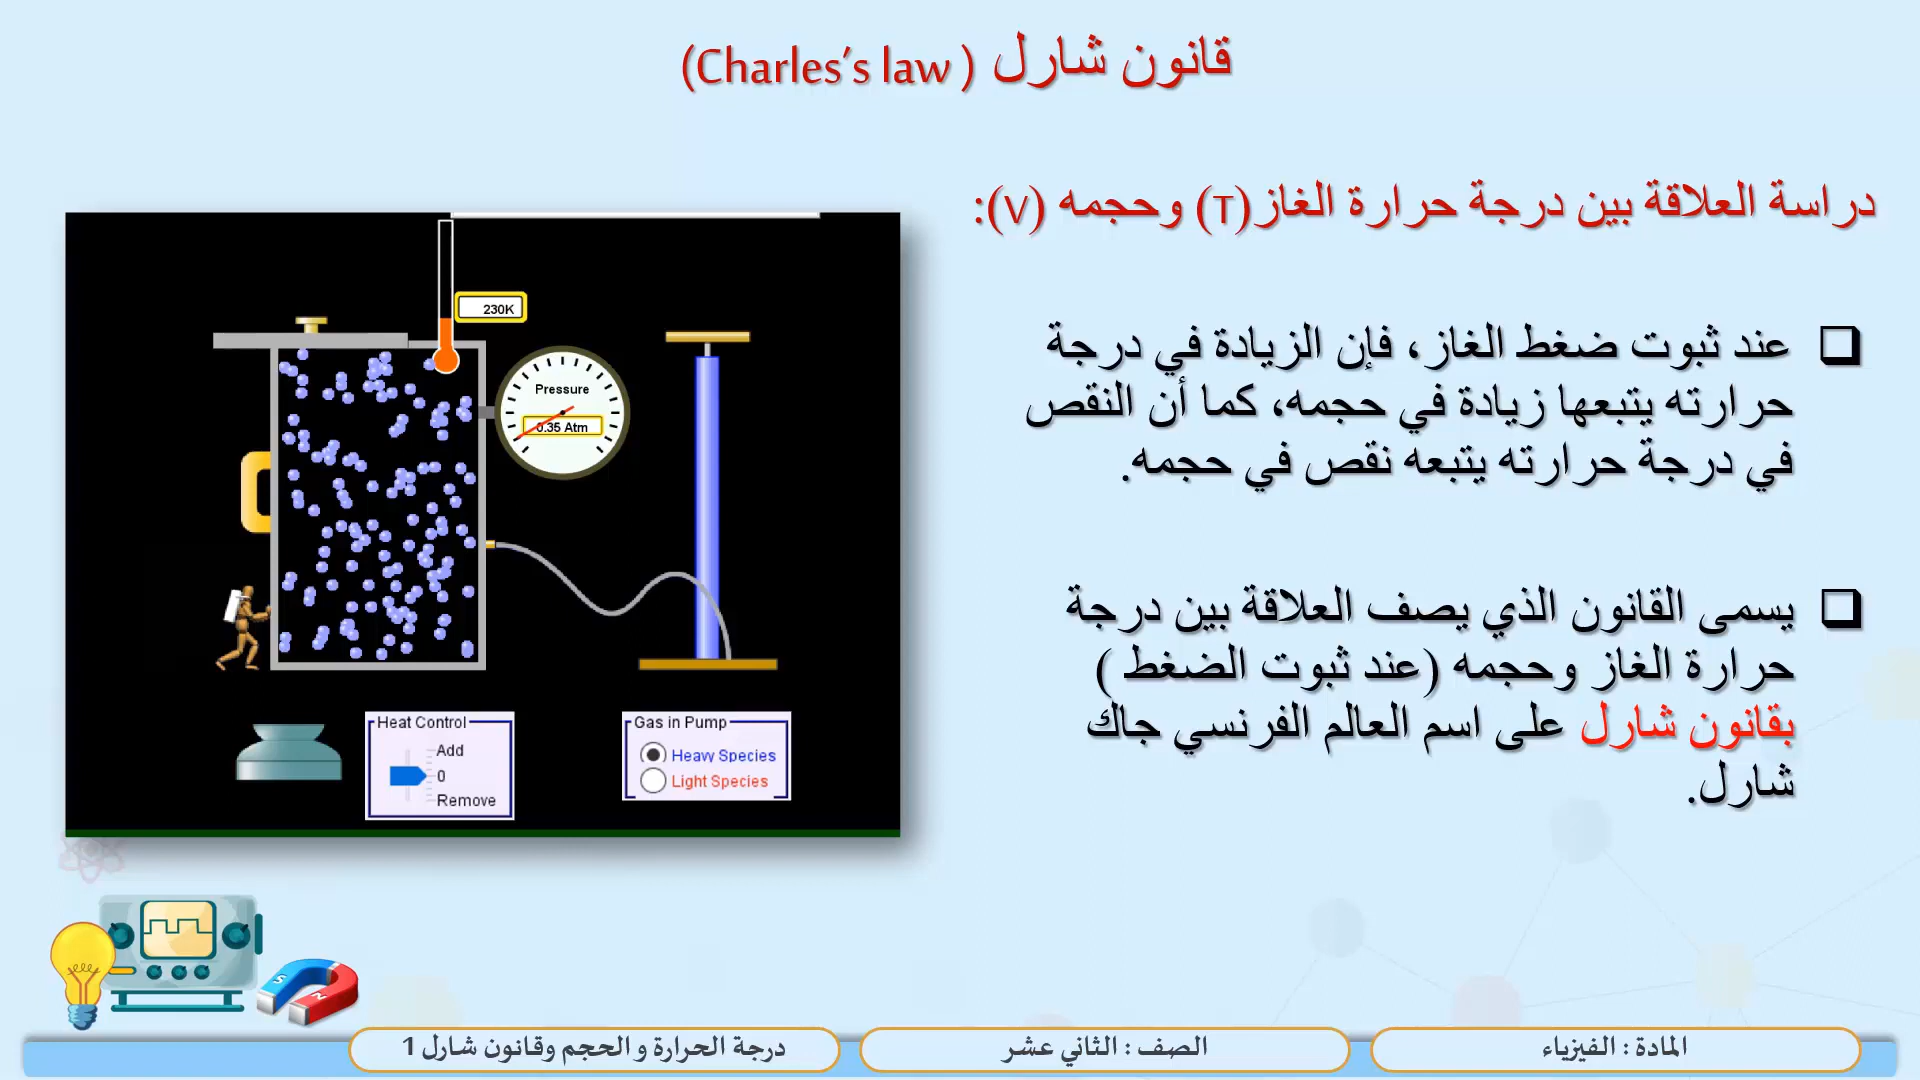 قانون شارل (Charles's law)
دراسة العلاقة بين درجة حرارة الغاز(T) وحجمه (V):
عند ثبوت ضغط الغاز، فإن الزيادة في درجة
حرارته يتبعها زيادة في حجمه، كما أن النقص
في درجة حرارته يتبعه نقص في حجمه.
يسمى القانون الذي يصف العلاقة بين درجة
حرارة الغاز وحجمه (عند ثبوت الضغط )
بقانون شارل على اسم العالم الفرنسي جاك
شارل.
230K
Pressure
0.35 Atm
Heat Control
Add
0
Remove
Gas in Pump
Heavy Species
Light Species
S
N
المادة : الفيزياء
الصف : الثاني عشر
درجة الحرارة و الحجم وقانون شارل 1